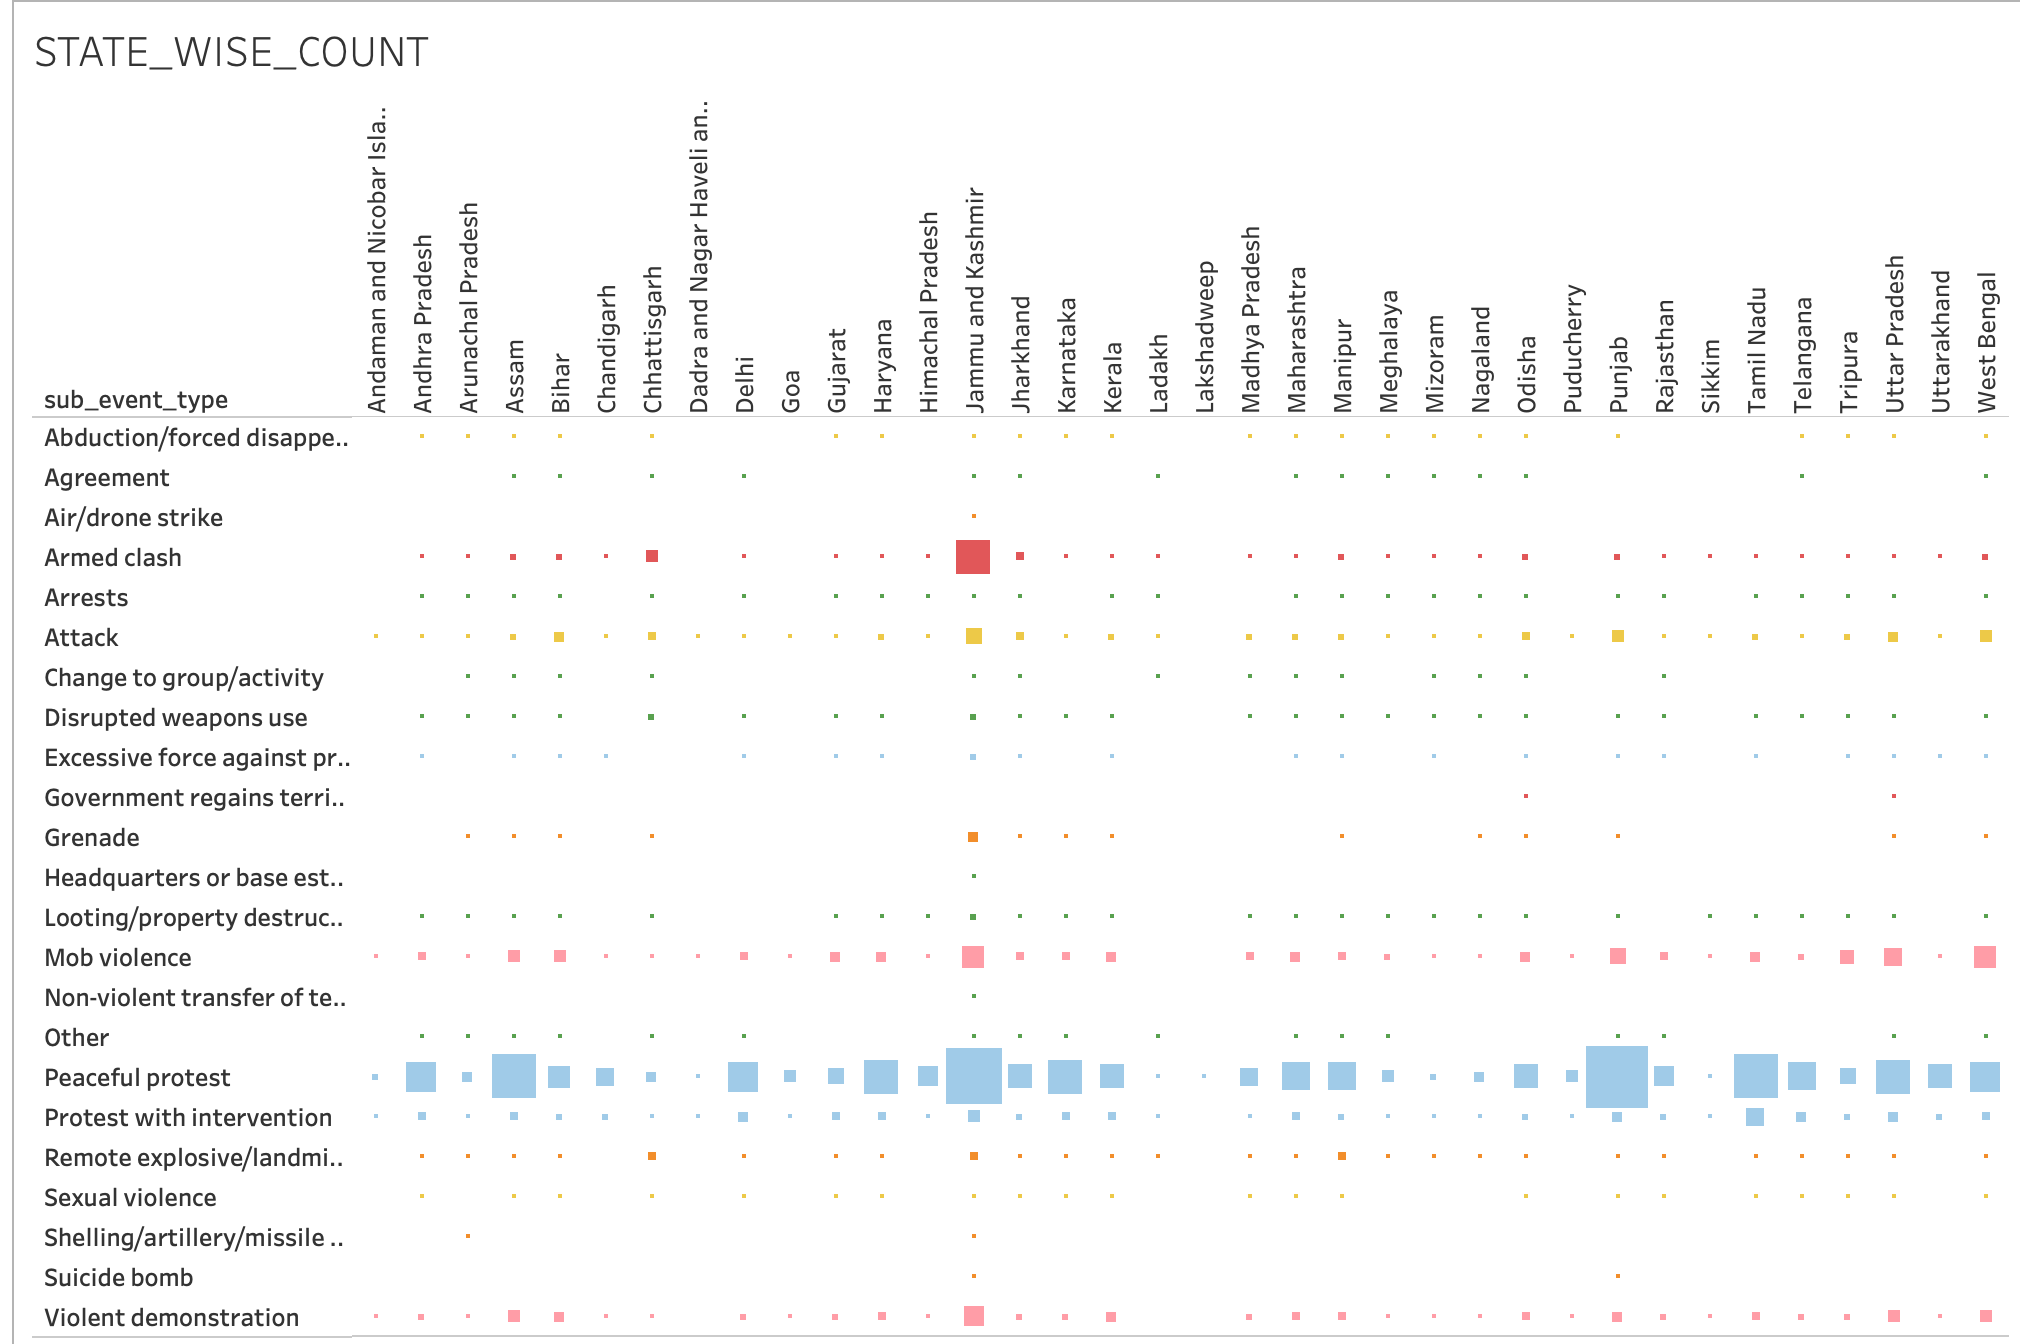 STATE_WISE_COUNT
sub_event_type
Andaman and Nicobar Isla..
Andhra Pradesh
Arunachal Pradesh
Assam
Bihar
Chandigarh
Chhattisgarh
Dadra and Nagar Haveli an..
Delhi
Goa
Gujarat
Haryana
Himachal Pradesh
Jammu and Kashmir
Jharkhand
Karnataka
Kerala
Ladakh
Lakshadweep
Madhya Pradesh
Maharashtra
Manipur
Meghalaya
Mizoram
Nagaland
Odisha
Puducherry
Punjab
Rajasthan
Sikkim
Tamil Nadu
Telangana
Tripura
Uttar Pradesh
Uttarakhand
West Bengal
Abduction/forced disappe..
Agreement
Air/drone strike
Armed clash
Arrests
Attack
Change to group/activity
Disrupted weapons use
Excessive force against pr..
Government regains terri..
Grenade
Headquarters or base est..
Looting/property destruc..
Mob violence
Non-violent transfer of te..
Other
Peaceful protest
Protest with intervention
Remote explosive/landmi..
Sexual violence
Shelling/artillery/missile ..
Suicide bomb
Violent demonstration